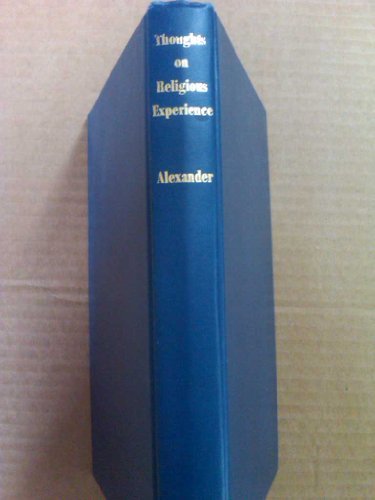 Thoughts
on
Religious
Experience
Alexander